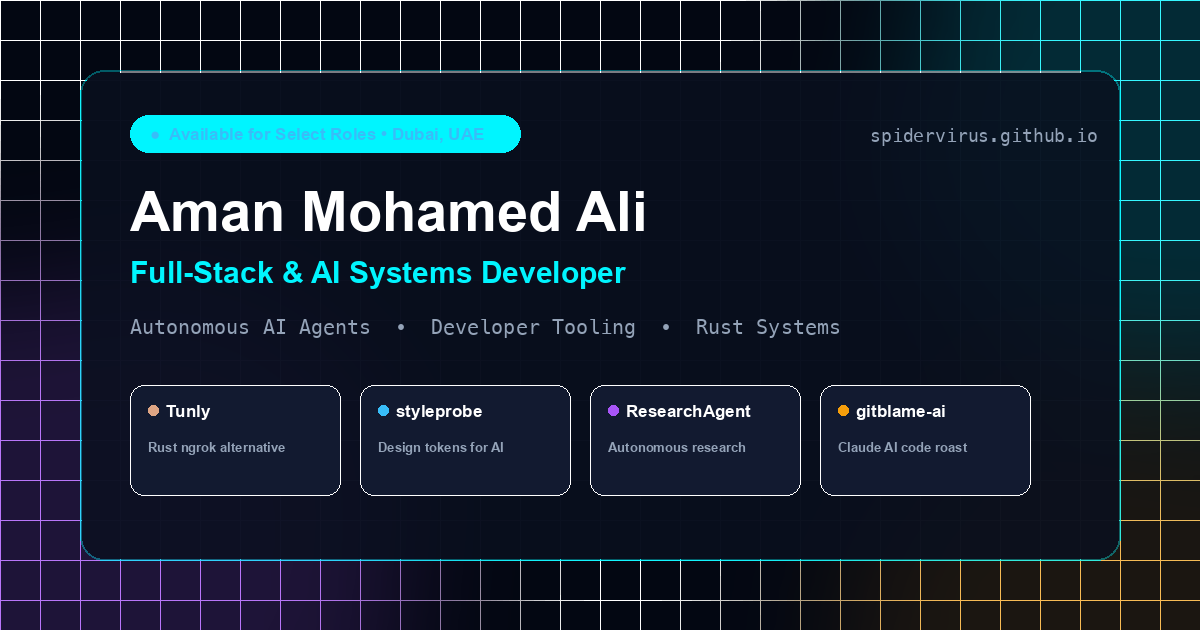 Available for Select Roles • Dubai, UAE
spidervirus.github.io
Aman Mohamed Ali
Full-Stack & AI Systems Developer
Autonomous AI Agents • Developer Tooling • Rust Systems
Tunly
Rust ngrok alternative
styleprobe
Design tokens for AI
ResearchAgent
Autonomous research
gitblame-ai
Claude AI code roast